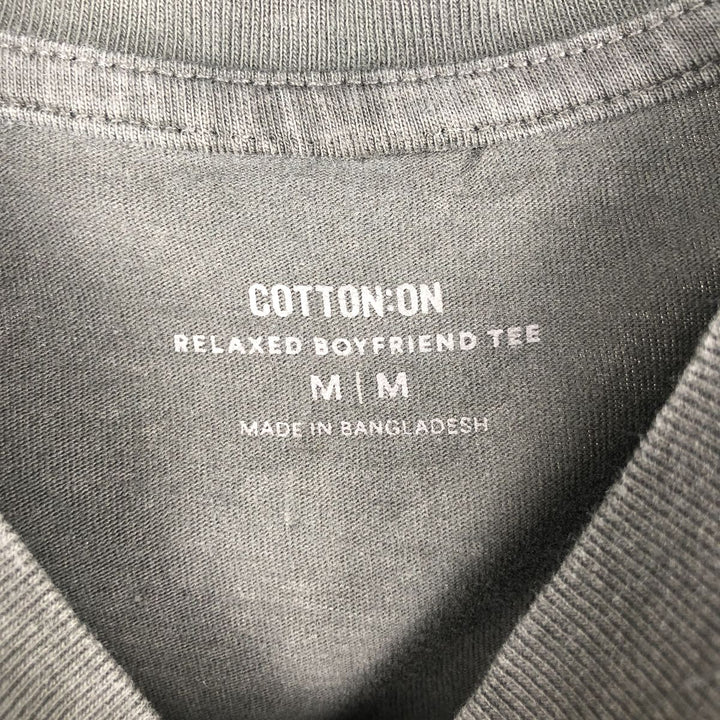 COTTON:ON
RELAXED BOYFRIEND TEE
M | M
MADE IN BANGLADESH